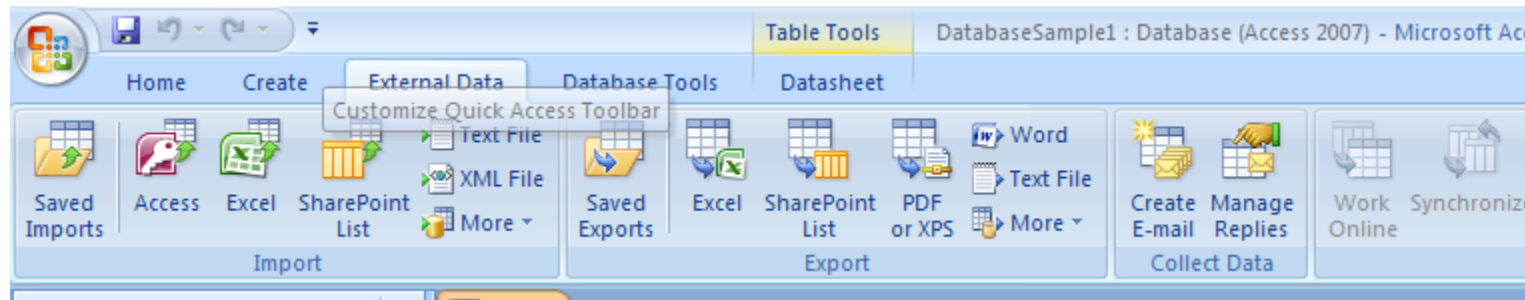 Table Tools DatabaseSample1 : Database (Access 2007) - Microsoft Acc
Home Create External Data Database Tools Datasheet
Customize Quick Access Toolbar
Saved Imports
Access
Excel
SharePoint List
Text File
XML File
More
Import
Saved Exports
Excel
SharePoint List
PDF or XPS
Word
Text File
More
Export
Create E-mail
Manage Replies
Collect Data
Work Online
Synchronize